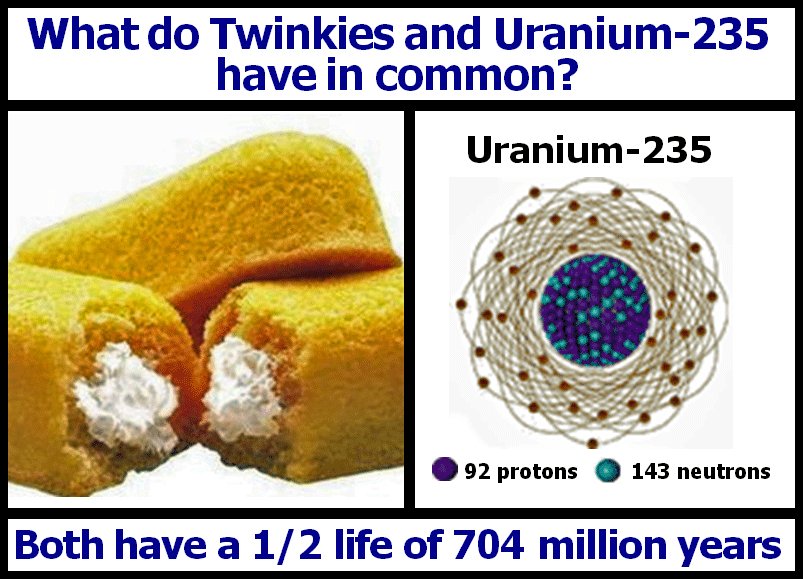 What do Twinkies and Uranium-235
have in common?
Uranium-235
92 protons 143 neutrons
Both have a 1/2 life of 704 million years